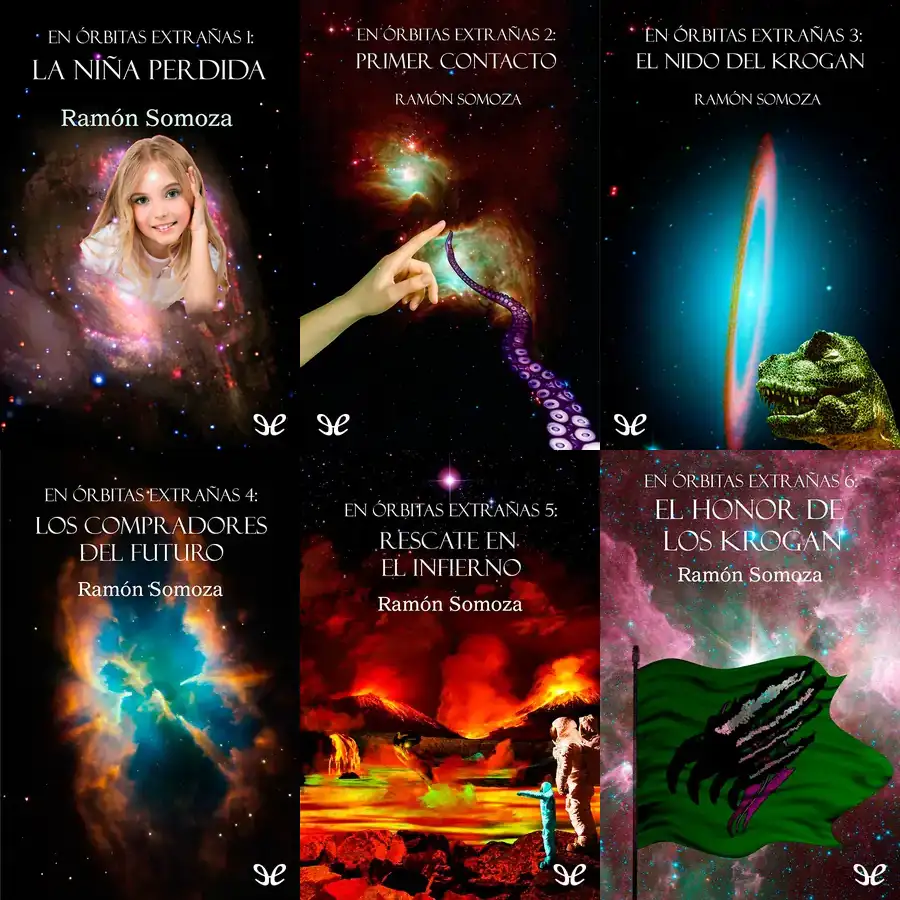 EN ÓRBITAS EXTRAÑAS 1:
LA NIÑA PERDIDA
Ramón Somoza
EN ÓRBITAS EXTRAÑAS 2:
PRIMER CONTACTO
RAMÓN SOMOZA
EN ÓRBITAS EXTRAÑAS 3:
EL NIDO DEL KROGAN
RAMÓN SOMOZA
EN ÓRBITAS EXTRAÑAS 4:
LOS COMPRADORES
DEL FUTURO
Ramón Somoza
EN ÓRBITAS EXTRAÑAS 5:
RESCATE EN
EL INFIERNO
Ramón Somoza
EN ÓRBITAS EXTRAÑAS 6:
EL HONOR DE
LOS KROGAN
Ramón Somoza